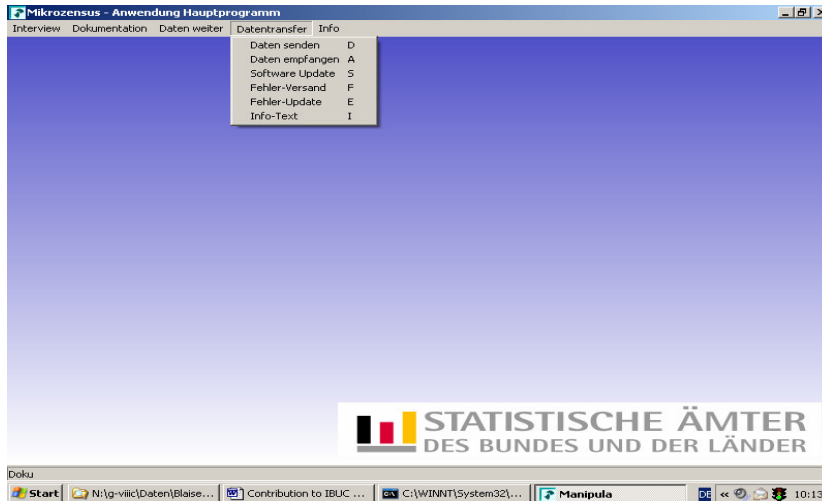 Mikrozensus - Anwendung Hauptprogramm
Interview Dokumentation Daten weiter Datentransfer Info
Daten senden D
Daten empfangen A
Software Update S
Fehler-Versand F
Fehler-Update E
Info-Text I
STATISTISCHE ÄMTER
DES BUNDES UND DER LÄNDER
Doku
Start N:\g-viiic\Daten\Blaise... Contribution to IBUC ... C:\WINNT\System32\... Manipula DE « 10:13